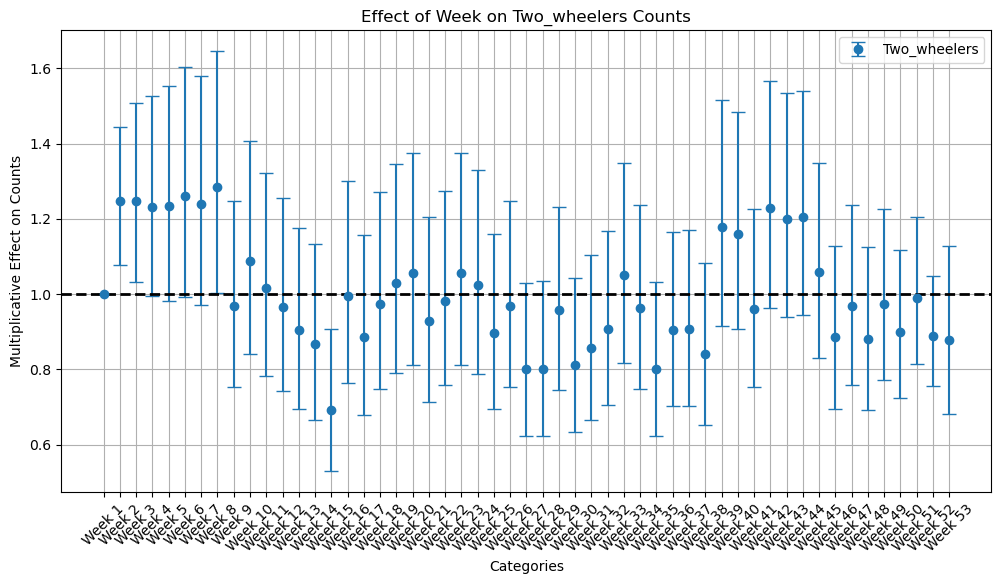 Effect of Week on Two_wheelers Counts
Two_wheelers
Multiplicative Effect on Counts
1.6
1.4
1.2
1.0
0.8
0.6
Week 1
Week 2
Week 3
Week 4
Week 5
Week 6
Week 7
Week 8
Week 9
Week 10
Week 11
Week 12
Week 13
Week 14
Week 15
Week 16
Week 17
Week 18
Week 19
Week 20
Week 21
Week 22
Week 23
Week 24
Week 25
Week 26
Week 27
Week 28
Week 29
Week 30
Week 31
Week 32
Week 33
Week 34
Week 35
Week 36
Week 37
Week 38
Week 39
Week 40
Week 41
Week 42
Week 43
Week 44
Week 45
Week 46
Week 47
Week 48
Week 49
Week 50
Week 51
Week 52
Week 53
Categories